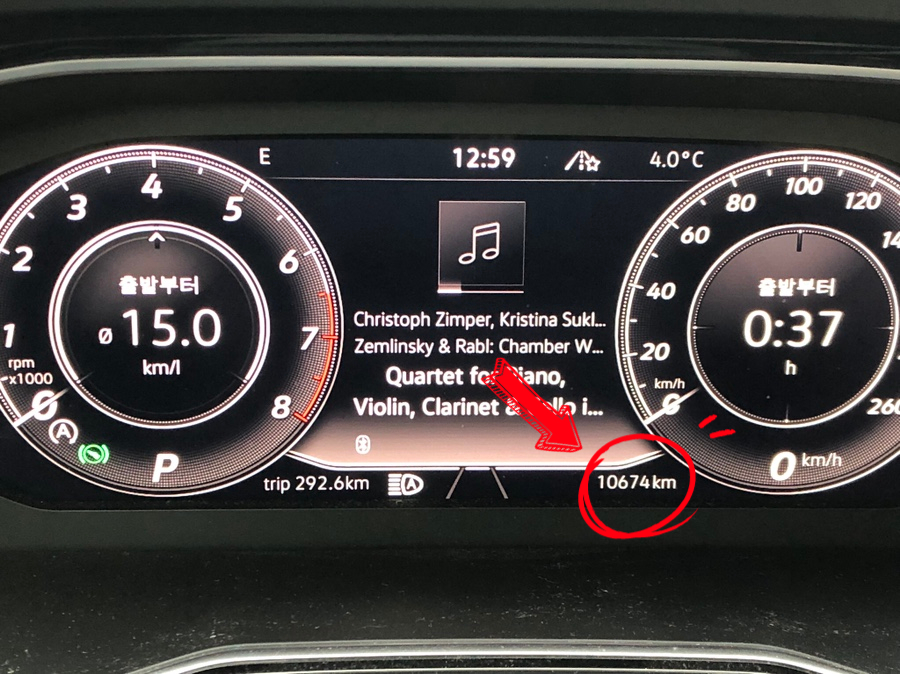 E 12:59 4.0°C
1 2 3 4 5 6 7 8
rpm
x1000
0
출발부터
ø 15.0
km/l
P
Christoph Zimper, Kristina Sukl...
Zemlinsky & Rabl: Chamber W...
Quartet for Piano,
Violin, Clarinet & Cello i...
trip 292.6km
A
10674km
0 20 40 60 80 100 120 260
km/h
출발부터
0:37
h
0 km/h